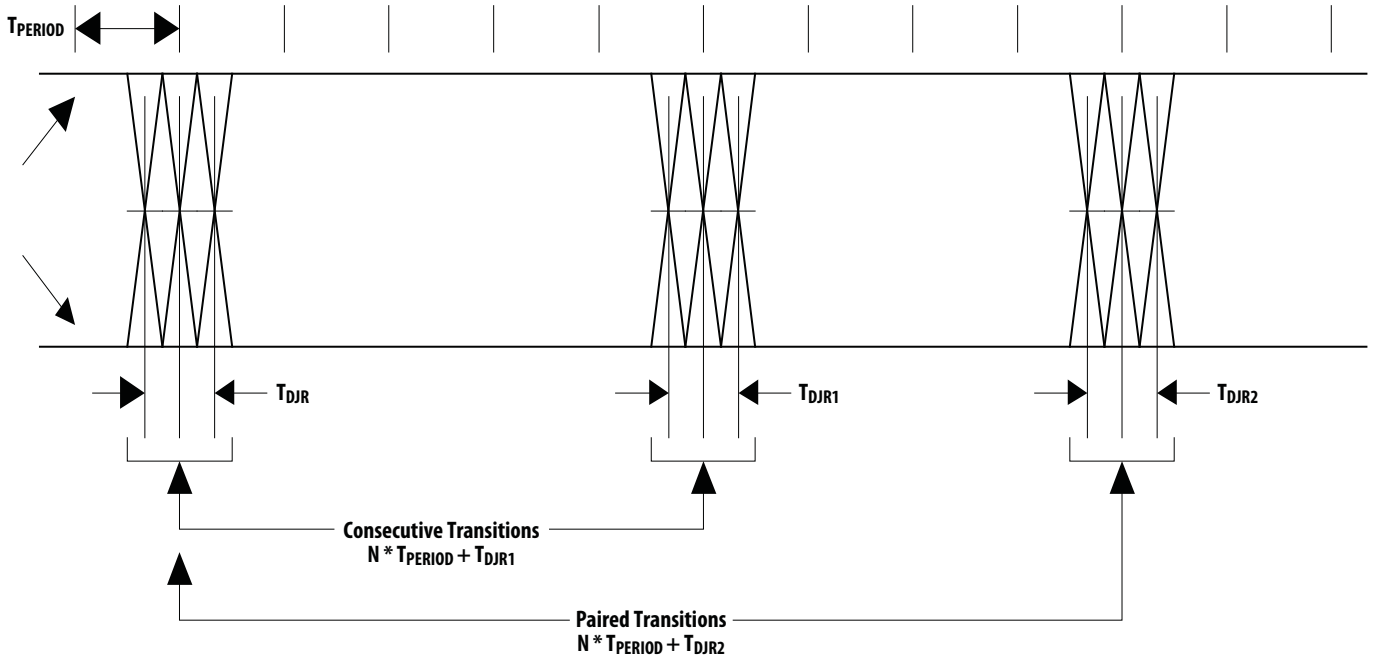 TPERIOD
TDJR
TDJR1
TDJR2
Consecutive Transitions
N * TPERIOD + TDJR1
Paired Transitions
N * TPERIOD + TDJR2